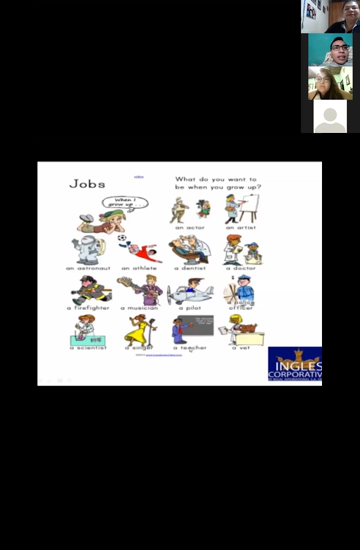 Jobs
What do you want to
be when you grow up?
When I
grow up...
an actor
an artist
an astronaut
an athlete
a dentist
a doctor
a firefighter
a musician
a pilot
police
officer
a scientist
a singer
a teacher
a vet
INGLES
CORPORATIV